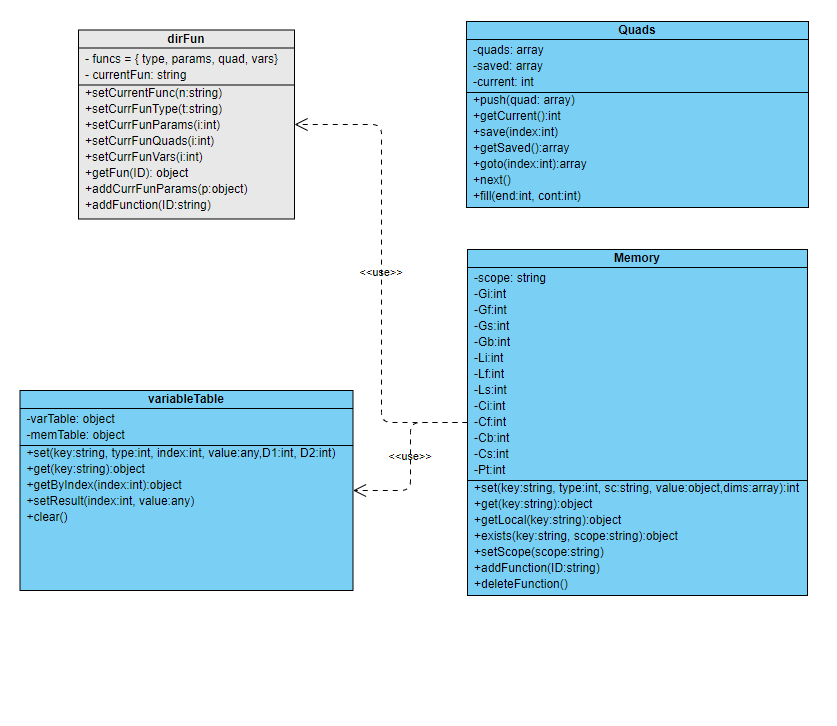 dirFun
- funcs = { type, params, quad, vars}
- currentFun: string
+setCurrentFunc(n:string)
+setCurrFunType(t:string)
+setCurrFunParams(i:int)
+setCurrFunQuads(i:int)
+setCurrFunVars(i:int)
+getFun(ID): object
+addCurrFunParams(p:object)
+addFunction(ID:string)
Quads
-quads: array
-saved: array
-current: int
+push(quad: array)
+getCurrent():int
+save(index:int)
+getSaved():array
+goto(index:int):array
+next()
+fill(end:int, cont:int)
<<use>>
Memory
-scope: string
-Gi:int
-Gf:int
-Gs:int
-Gb:int
-Li:int
-Lf:int
-Ls:int
-Ci:int
-Cf:int
-Cb:int
-Cs:int
-Pt:int
+set(key:string, type:int, sc:string, value:object,dims:array):int
+get(key:string):object
+getLocal(key:string):object
+exists(key:string, scope:string):object
+setScope(scope:string)
+addFunction(ID:string)
+deleteFunction()
variableTable
-varTable: object
-memTable: object
+set(key:string, type:int, index:int, value:any,D1:int, D2:int)
+get(key:string):object
+getByIndex(index:int):object
+setResult(index:int, value:any)
+clear()
<<use>>